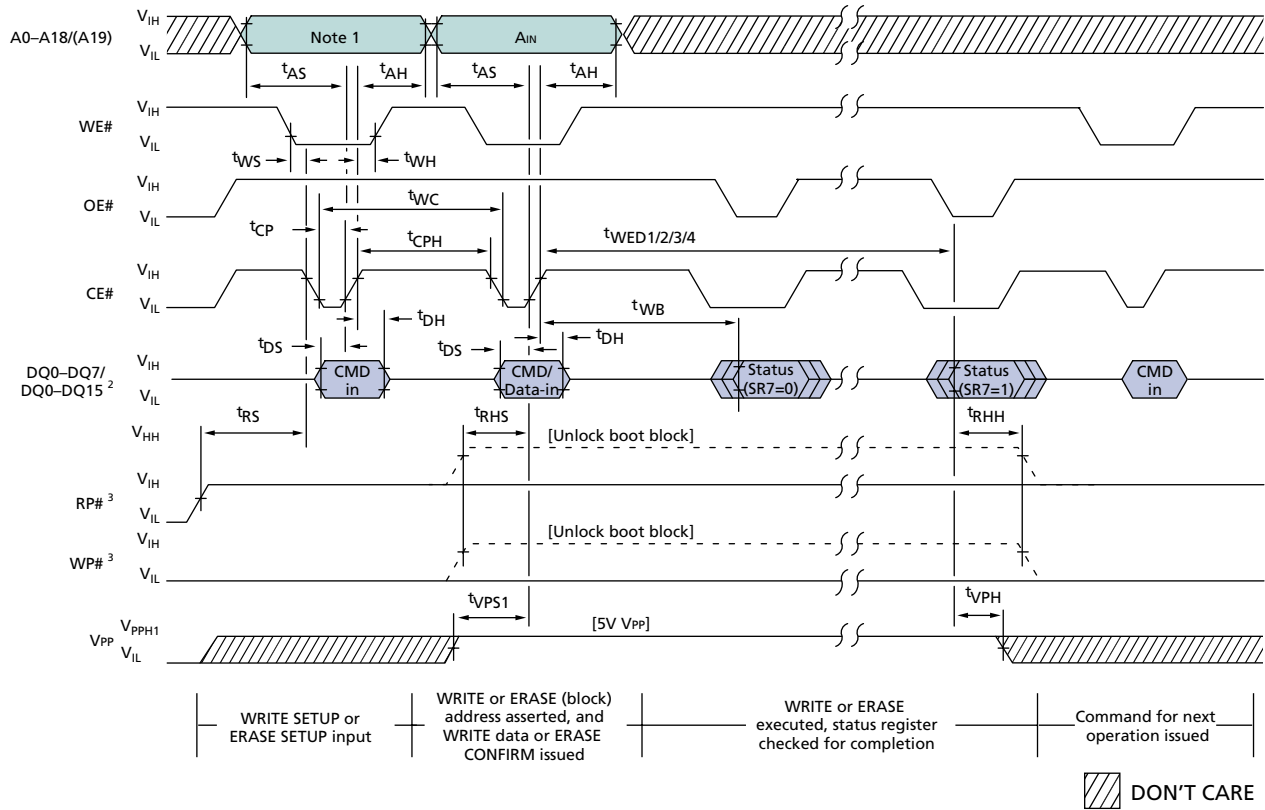 VIH
A0–A18/(A19)
VIL
Note 1
AIN
tAS
tAH
tAS
tAH
VIH
WE#
VIL
tWS
tWH
VIH
OE#
VIL
tWC
tCP
tCPH
tWED1/2/3/4
VIH
CE#
VIL
tWB
tDH
tDH
tDS
tDS
VIH
DQ0–DQ7/
DQ0–DQ15 2
VIL
CMD
in
CMD/
Data-in
Status
(SR7=0)
Status
(SR7=1)
CMD
in
tRS
tRHS
tRHH
VHH
[Unlock boot block]
VIH
RP# 3
VIL
[Unlock boot block]
VIH
WP# 3
VIL
tVPS1
tVPH
VPPH1
[5V VPP]
VPP
VIL
WRITE SETUP or
ERASE SETUP input
WRITE or ERASE (block)
address asserted, and
WRITE data or ERASE
CONFIRM issued
WRITE or ERASE
executed, status register
checked for completion
Command for next
operation issued
DON'T CARE